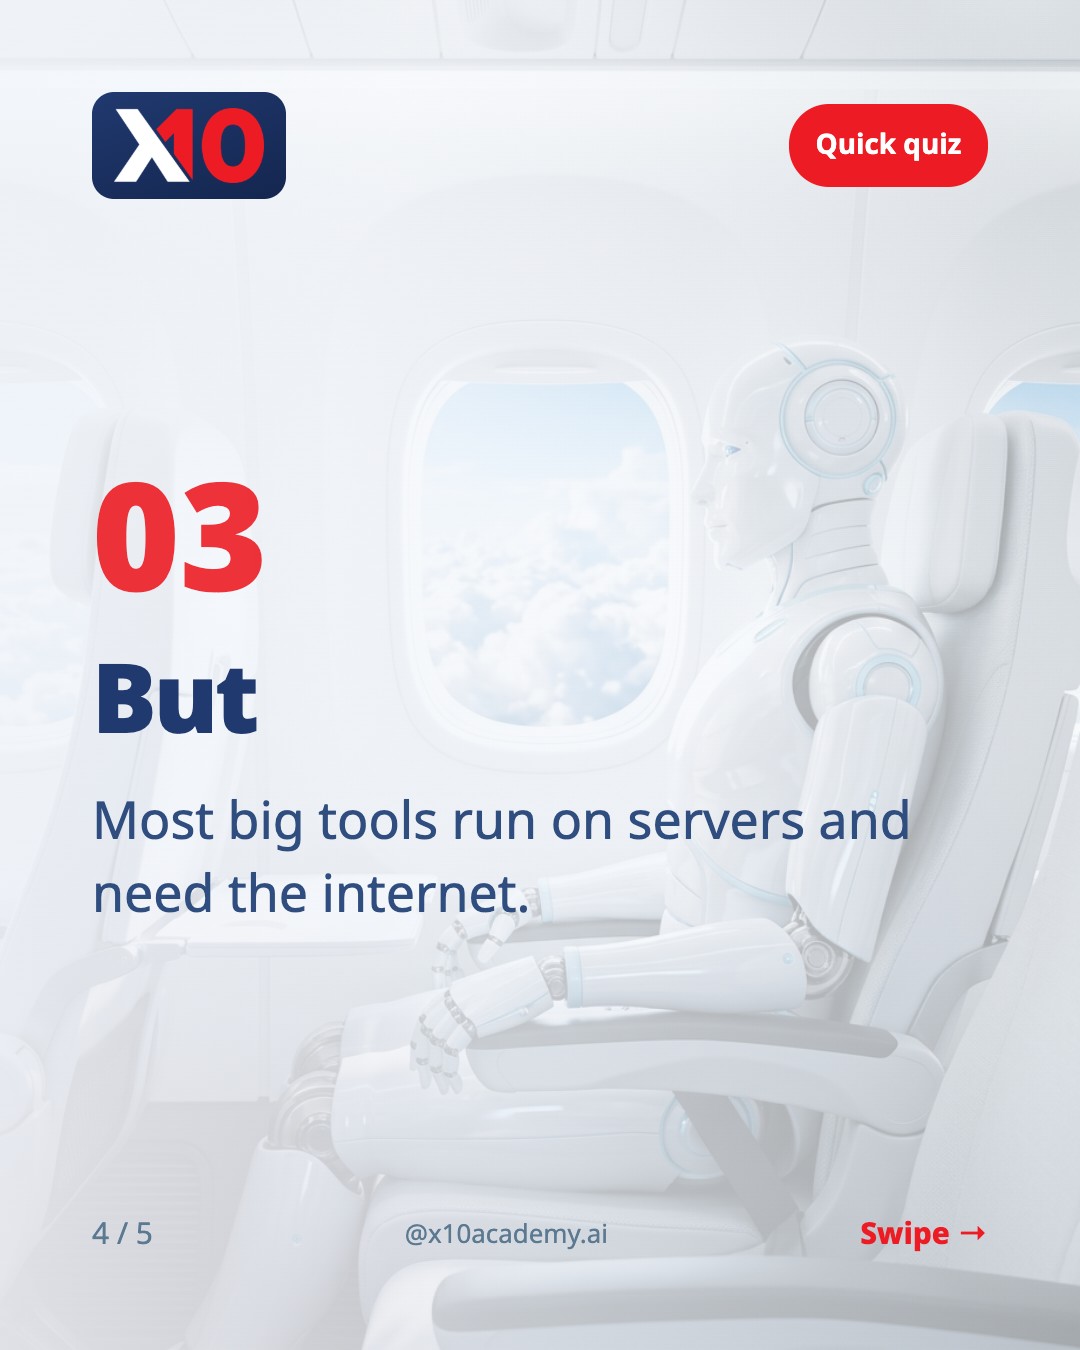 X10
Quick quiz
03
But
Most big tools run on servers and
need the internet.
4 / 5
@x10academy.ai
Swipe →